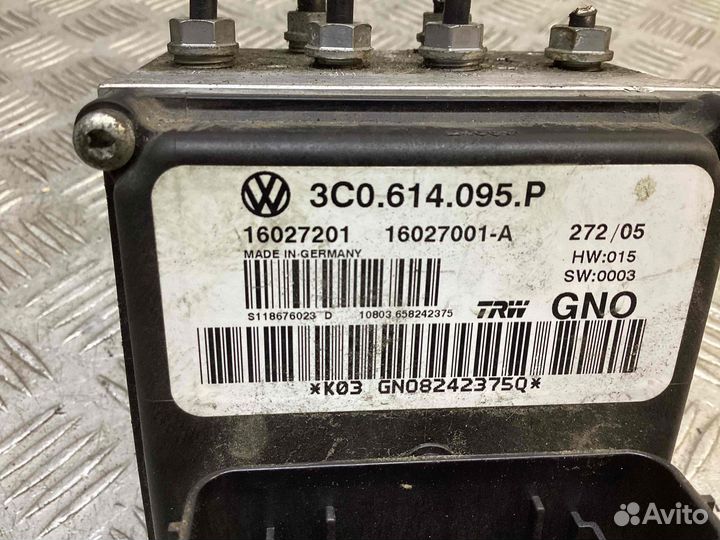 3C0.614.095.P
16027201 16027001-A 272/05
MADE IN GERMANY HW:015
SW:0003
S118676023 D 10803 658242375 TRW GNO
*K03 GNO8242375Q*
Avito